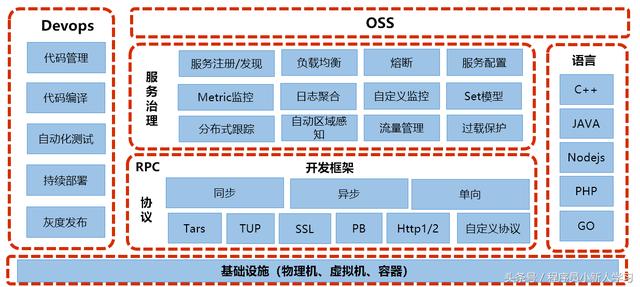 Devops
代码管理
代码编译
自动化测试
持续部署
灰度发布
OSS
服务治理
服务注册/发现
负载均衡
熔断
服务配置
Metric监控
日志聚合
自定义监控
Set模型
分布式跟踪
自动区域感
知
流量管理
过载保护
RPC
开发框架
协议
同步
异步
单向
Tars
TUP
SSL
PB
Http1/2
自定义协议
语言
C++
JAVA
Nodejs
PHP
GO
基础设施（物理机、虚拟机、容器）
头条号 / 程序员小新人学习